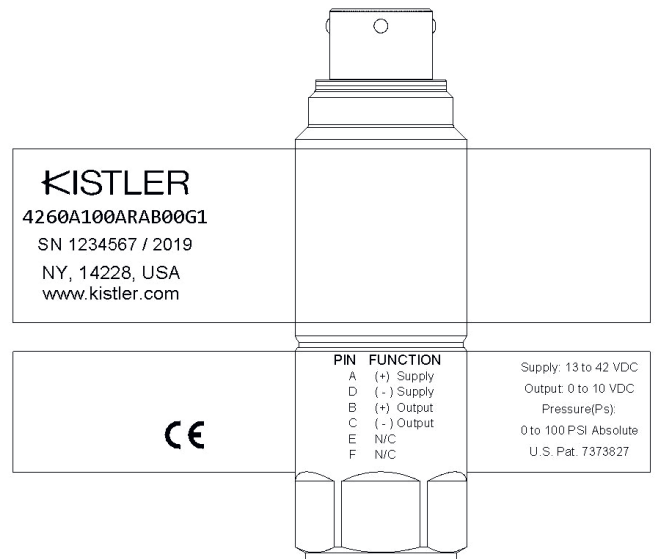 KISTLER
4260A100ARAB00G1
SN 1234567 / 2019
NY, 14228, USA
www.kistler.com
PIN FUNCTION
A (+) Supply
D (-) Supply
B (+) Output
C (-) Output
E N/C
F N/C
CE
Supply: 13 to 42 VDC
Output: 0 to 10 VDC
Pressure(Ps):
0 to 100 PSI Absolute
U.S. Pat. 7373827